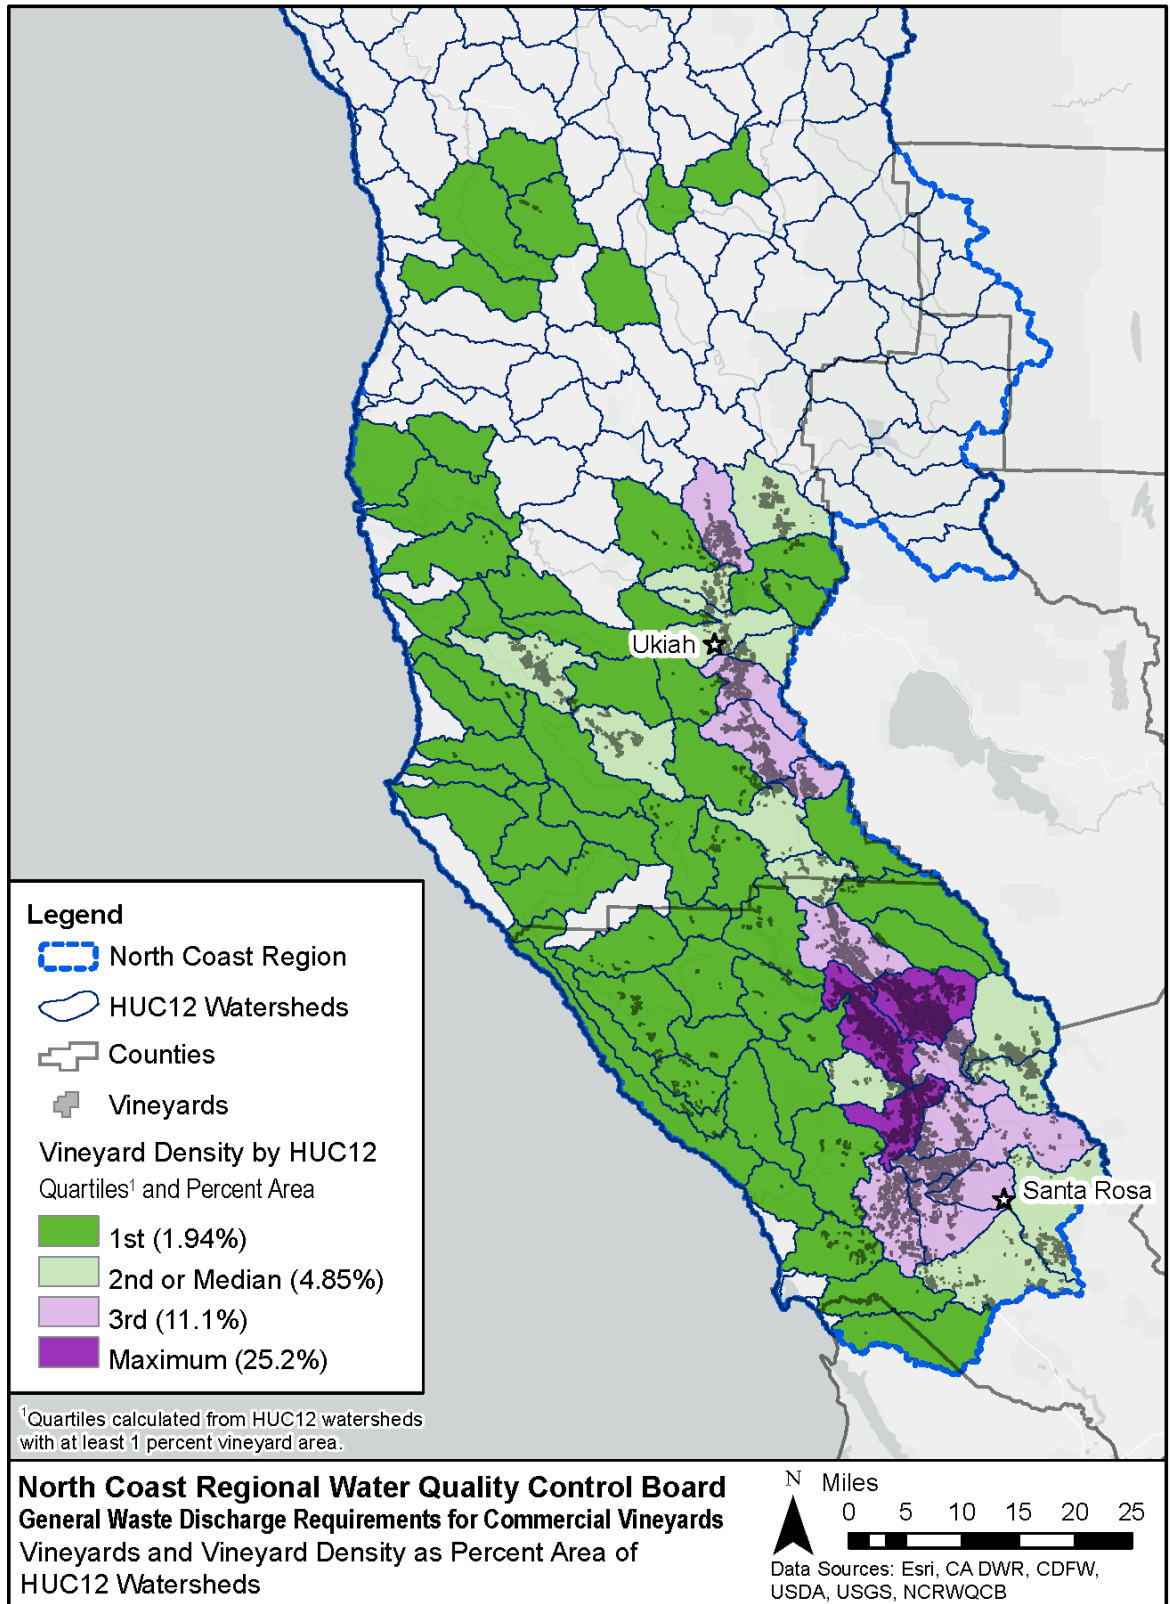 Ukiah
Santa Rosa
Legend
North Coast Region
HUC12 Watersheds
Counties
Vineyards
Vineyard Density by HUC12
Quartiles¹ and Percent Area
1st (1.94%)
2nd or Median (4.85%)
3rd (11.1%)
Maximum (25.2%)
¹Quartiles calculated from HUC12 watersheds
with at least 1 percent vineyard area.
North Coast Regional Water Quality Control Board
General Waste Discharge Requirements for Commercial Vineyards
Vineyards and Vineyard Density as Percent Area of
HUC12 Watersheds
N
Miles
0 5 10 15 20 25
Data Sources: Esri, CA DWR, CDFW,
USDA, USGS, NCRWQCB